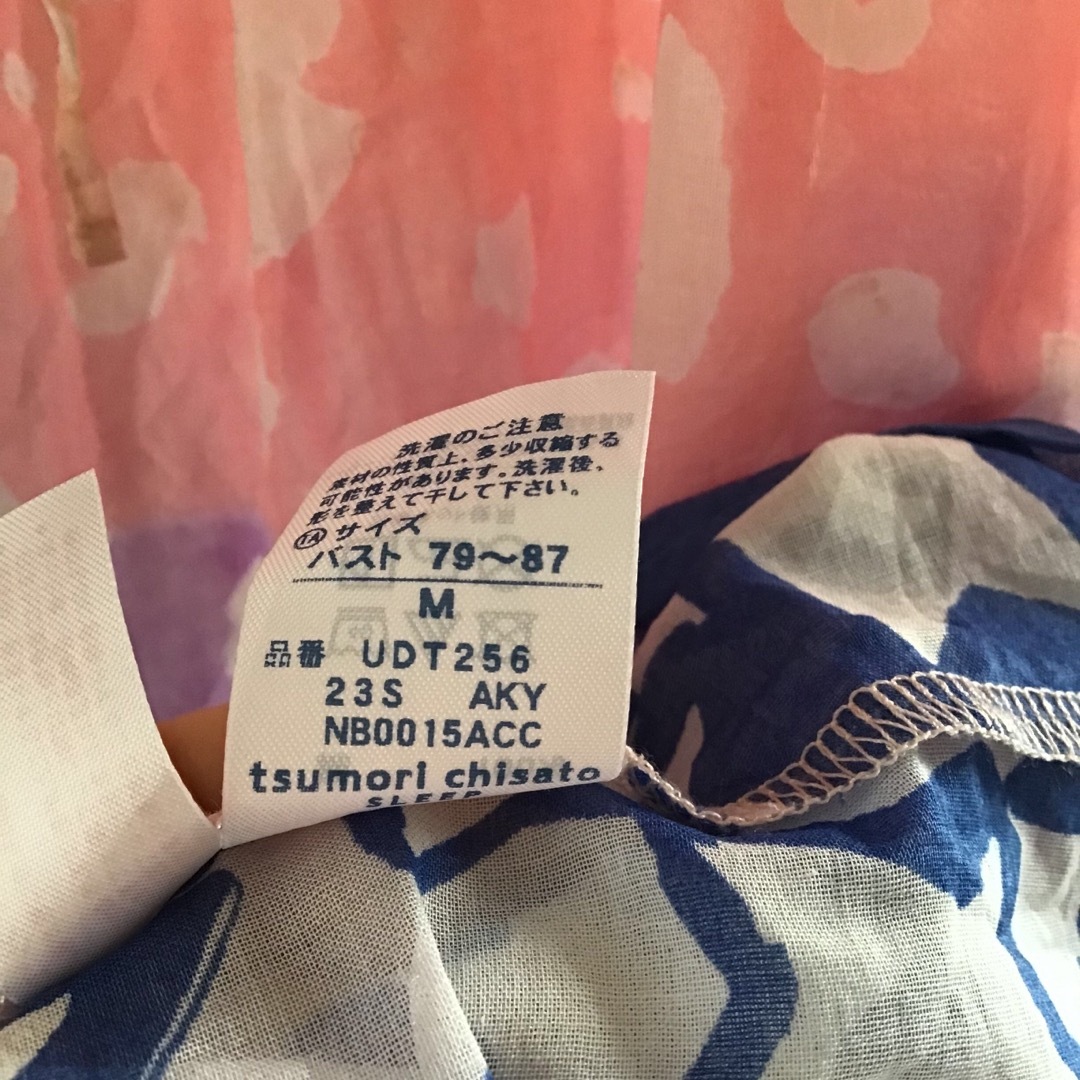 洗濯のご注意
素材の性質上、多少収縮する
可能性があります。洗濯後、
形を整えて干して下さい。
TA サイズ
バスト 79～87
M
品番 UDT256
23S AKY
NB0015ACC
tsumori chisato
SLEEP